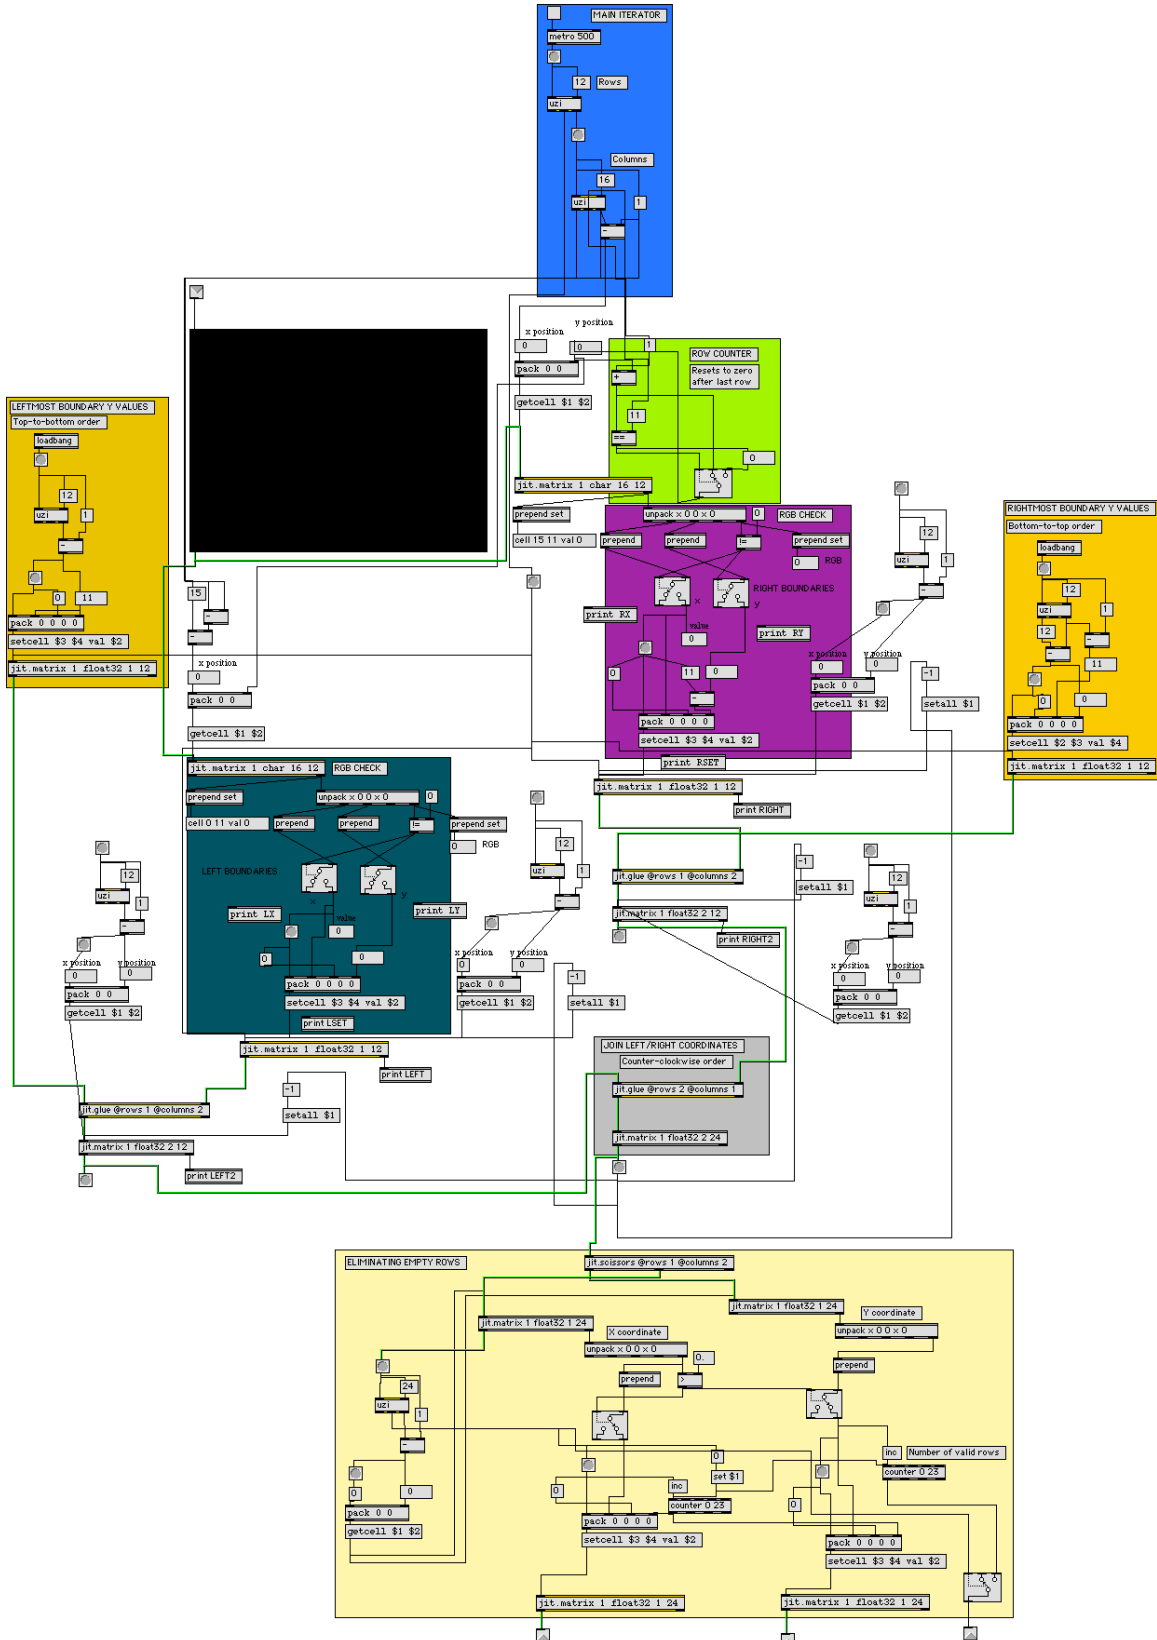 MAIN ITERATOR
metro 500
12
Rows
uzi
Columns
16
uzi
1
-
x position
y position
0
0
1
pack 0 0
getcell $1 $2
ROW COUNTER
Resets to zero
after last row
+
11
==
0
LEFTMOST BOUNDARY Y VALUES
Top-to-bottom order
loadbang
12
uzi
1
-
0
11
pack 0 0 0 0
setcell $3 $4 val $2
jit.matrix 1 float32 1 12
jit.matrix 1 char 16 12
prepend set
cell 15 11 val 0
unpack x 0 0 x 0
0
RGB CHECK
prepend
prepend
!=
prepend set
0
RGB
RIGHT BOUNDARIES
x
y
print RX
value
0
print RY
0
11
0
-
pack 0 0 0 0
setcell $3 $4 val $2
print RSET
12
uzi
1
-
x position
y position
0
0
pack 0 0
getcell $1 $2
-1
setall $1
RIGHTMOST BOUNDARY Y VALUES
Bottom-to-top order
loadbang
12
uzi
1
12
-
-
11
0
0
pack 0 0 0 0
setcell $2 $3 val $4
jit.matrix 1 float32 1 12
15
-
-
x position
0
pack 0 0
getcell $1 $2
jit.matrix 1 char 16 12
RGB CHECK
prepend set
unpack x 0 0 x 0
0
cell 0 11 val 0
prepend
prepend
!=
prepend set
0
RGB
LEFT BOUNDARIES
x
y
print LX
value
0
print LY
0
0
pack 0 0 0 0
setcell $3 $4 val $2
print LSET
jit.matrix 1 float32 1 12
print LEFT
jit.matrix 1 float32 1 12
print RIGHT
12
uzi
1
-
x position
y position
0
0
pack 0 0
getcell $1 $2
-1
setall $1
jit.glue @rows 1 @columns 2
jit.matrix 1 float32 2 12
print RIGHT2
-1
setall $1
12
uzi
1
-
x position
y position
0
0
pack 0 0
getcell $1 $2
12
uzi
1
-
x position
y position
0
0
pack 0 0
getcell $1 $2
-1
setall $1
jit.glue @rows 1 @columns 2
jit.matrix 1 float32 2 12
print LEFT2
JOIN LEFT/RIGHT COORDINATES
Counter-clockwise order
jit.glue @rows 2 @columns 1
jit.matrix 1 float32 2 24
ELIMINATING EMPTY ROWS
jit.scissors @rows 1 @columns 2
jit.matrix 1 float32 1 24
jit.matrix 1 float32 1 24
X coordinate
Y coordinate
unpack x 0 0 x 0
unpack x 0 0 x 0
0.
prepend
>
prepend
24
uzi
1
-
0
0
pack 0 0
getcell $1 $2
0
set $1
inc
counter 0 23
0
pack 0 0 0 0
setcell $3 $4 val $2
inc
Number of valid rows
counter 0 23
0
pack 0 0 0 0
setcell $3 $4 val $2
jit.matrix 1 float32 1 24
jit.matrix 1 float32 1 24